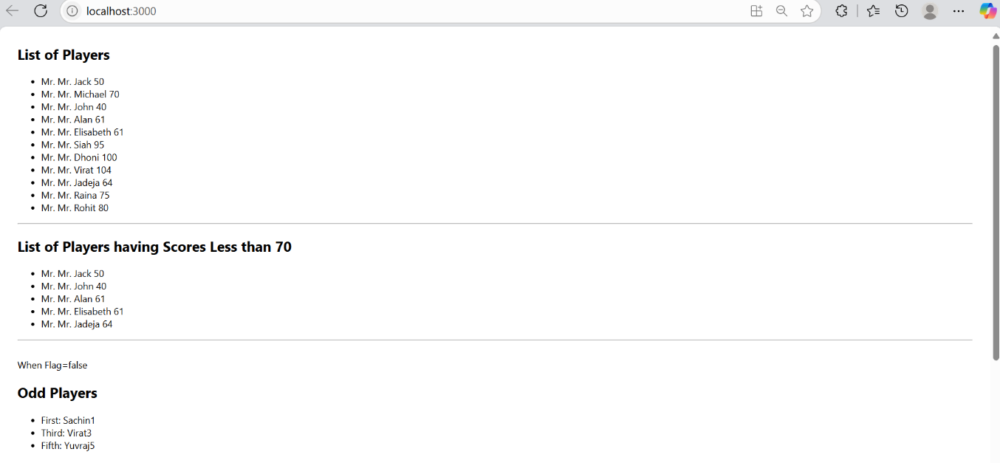 localhost:3000
List of Players
Mr. Mr. Jack 50
Mr. Mr. Michael 70
Mr. Mr. John 40
Mr. Mr. Alan 61
Mr. Mr. Elisabeth 61
Mr. Mr. Siah 95
Mr. Mr. Dhoni 100
Mr. Mr. Virat 104
Mr. Mr. Jadeja 64
Mr. Mr. Raina 75
Mr. Mr. Rohit 80
List of Players having Scores Less than 70
Mr. Mr. Jack 50
Mr. Mr. John 40
Mr. Mr. Alan 61
Mr. Mr. Elisabeth 61
Mr. Mr. Jadeja 64
When Flag=false
Odd Players
First: Sachin1
Third: Virat3
Fifth: Yuvraj5